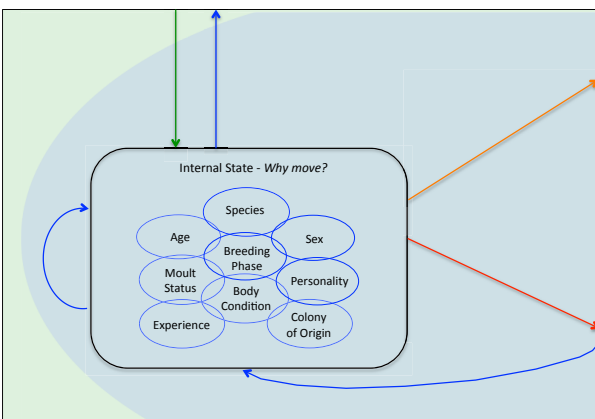 Internal State - Why move?
Species
Age
Sex
Breeding
Phase
Moult
Status
Personality
Body
Condition
Experience
Colony
of Origin